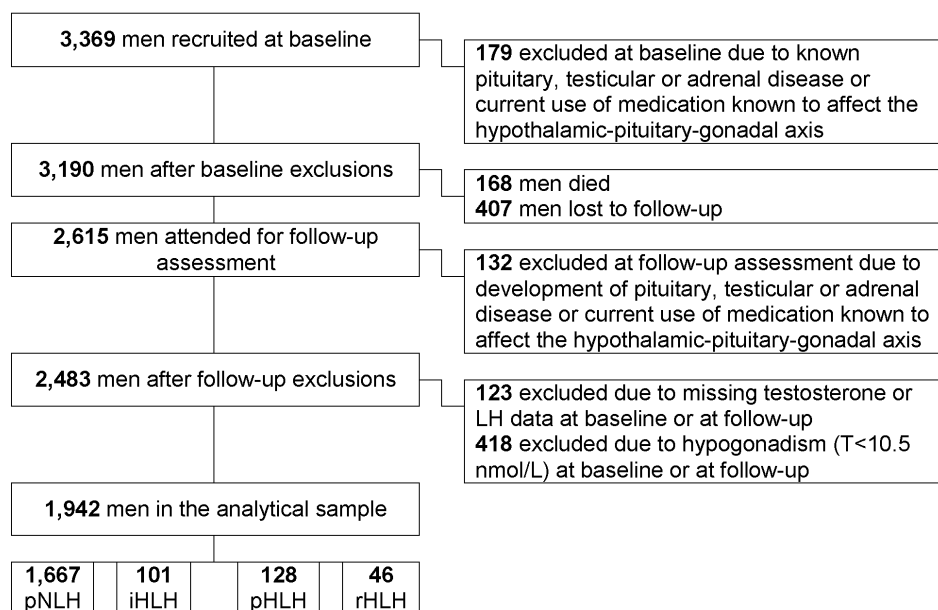 3,369 men recruited at baseline
179 excluded at baseline due to known
pituitary, testicular or adrenal disease or
current use of medication known to affect the
hypothalamic-pituitary-gonadal axis
3,190 men after baseline exclusions
168 men died
407 men lost to follow-up
2,615 men attended for follow-up
assessment
132 excluded at follow-up assessment due to
development of pituitary, testicular or adrenal
disease or current use of medication known to
affect the hypothalamic-pituitary-gonadal axis
2,483 men after follow-up exclusions
123 excluded due to missing testosterone or
LH data at baseline or at follow-up
418 excluded due to hypogonadism (T<10.5
nmol/L) at baseline or at follow-up
1,942 men in the analytical sample
1,667 101 128 46
pNLH iHLH pHLH rHLH